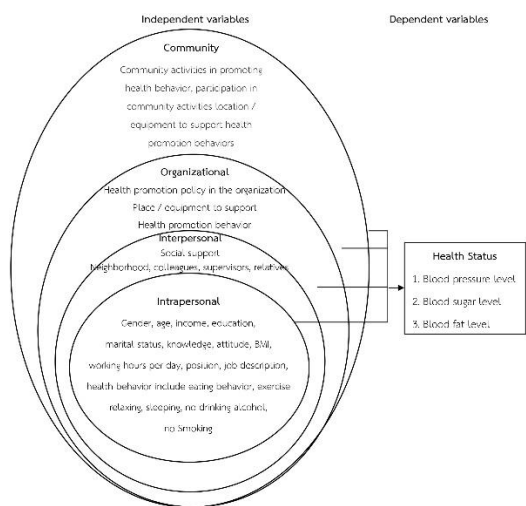 Independent variables
Dependent variables
Community
Community activities in promoting
health behavior, participation in
community activities location /
equipment to support health
promotion behaviors
Organizational
Health promotion policy in the organization
Place / equipment to support
Health promotion behavior
Interpersonal
Social support
Neighborhood, colleagues, supervisors, relatives
Intrapersonal
Gender, age, income, education,
marital status, knowledge, attitude, BMI,
working hours per day, position, job description,
health behavior include eating behavior, exercise
relaxing, sleeping, no drinking alcohol,
no Smoking
Health Status
1. Blood pressure level
2. Blood sugar level
3. Blood fat level